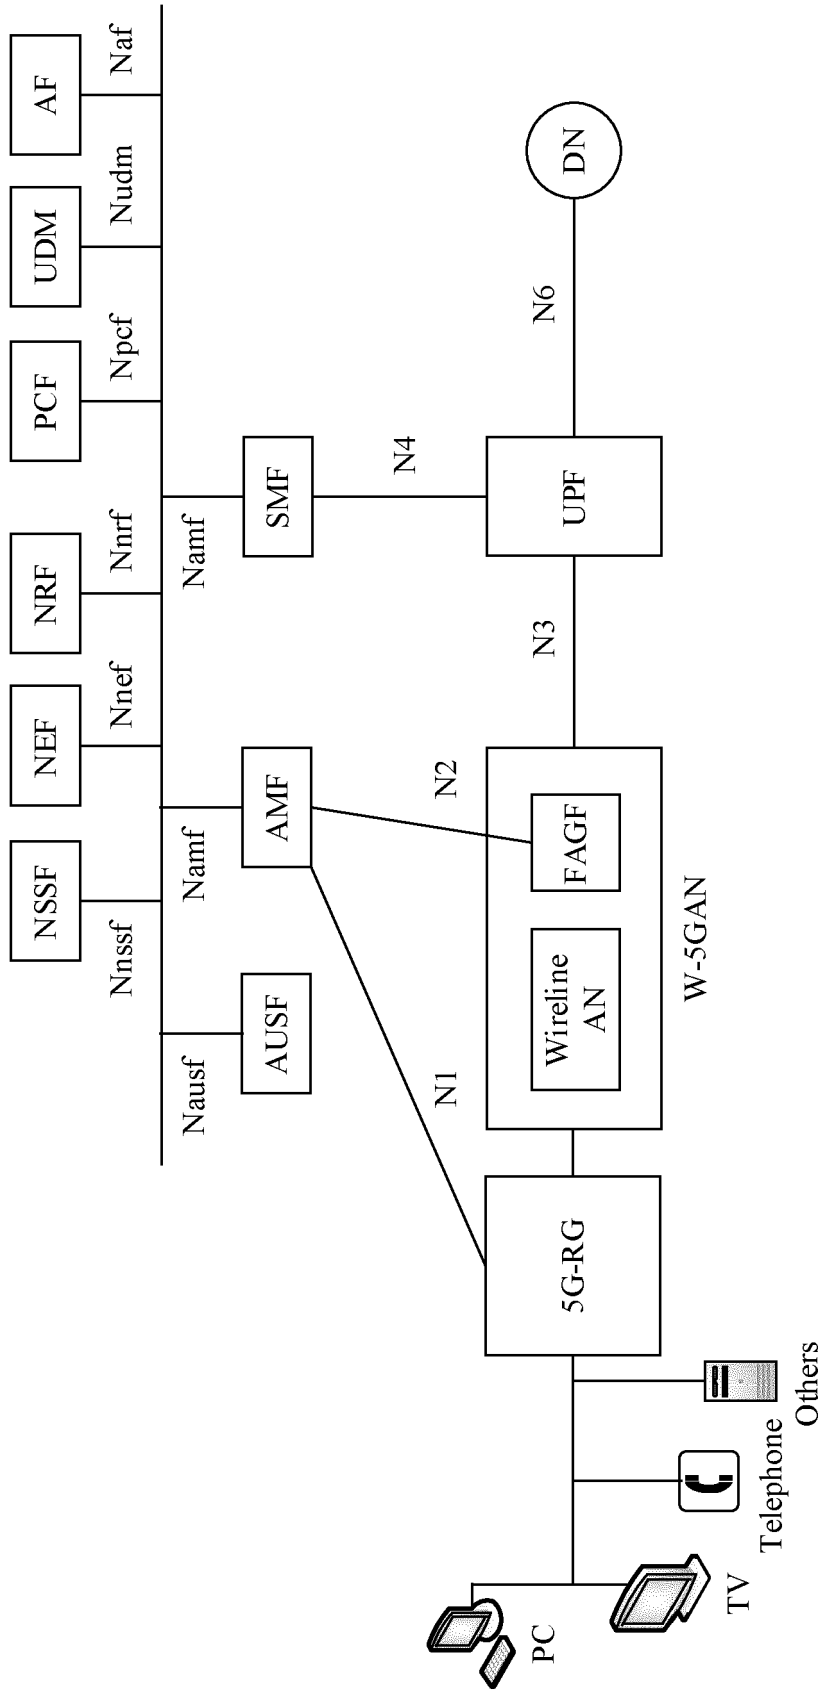 NSSF
NEF
NRF
PCF
UDM
AF
Nnssf
Nnef
Nnrf
Npcf
Nudm
Naf
Nausf
Namf
Namf
AUSF
AMF
SMF
N1
N2
N4
PC
TV
Telephone
Others
5G-RG
Wireline
AN
FAGF
W-5GAN
N3
UPF
N6
DN